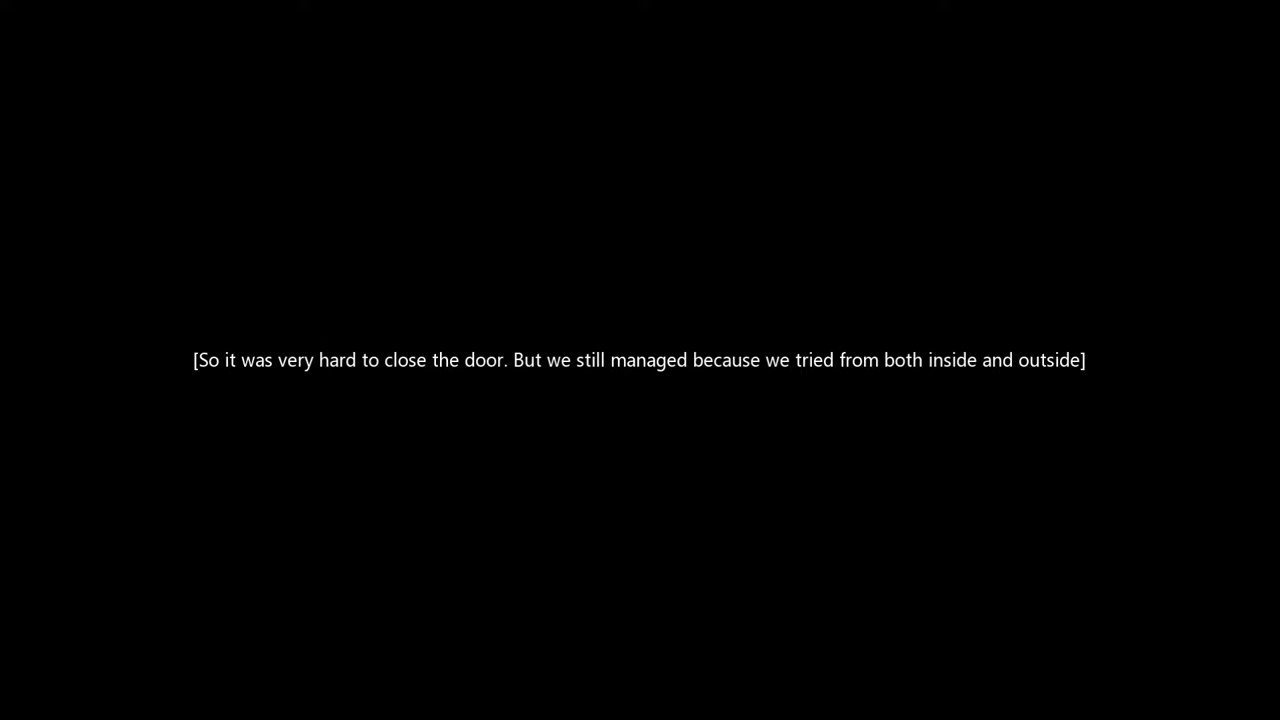 [So it was very hard to close the door. But we still managed because we tried from both inside and outside]